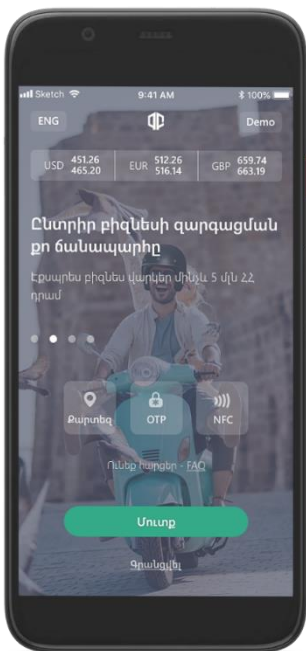 Sketch 9:41 AM 100%
ENG Demo
USD 451.26 EUR 512.26 GBP 659.74
465.20 516.14 663.19
Ընտրիր բիզնեսի զարգացման
քո ճանապարհը
Էքսպրես բիզնես վարկեր մինչև 5 մլն ՀՀ
դրամ
Քարտեզ OTP NFC
Ունեք հարցեր - FAQ
Մուտք
Գրանցվել